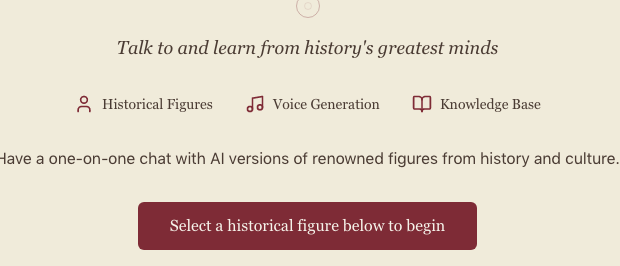 Talk to and learn from history's greatest minds
Historical Figures Voice Generation Knowledge Base
Have a one-on-one chat with AI versions of renowned figures from history and culture.
Select a historical figure below to begin